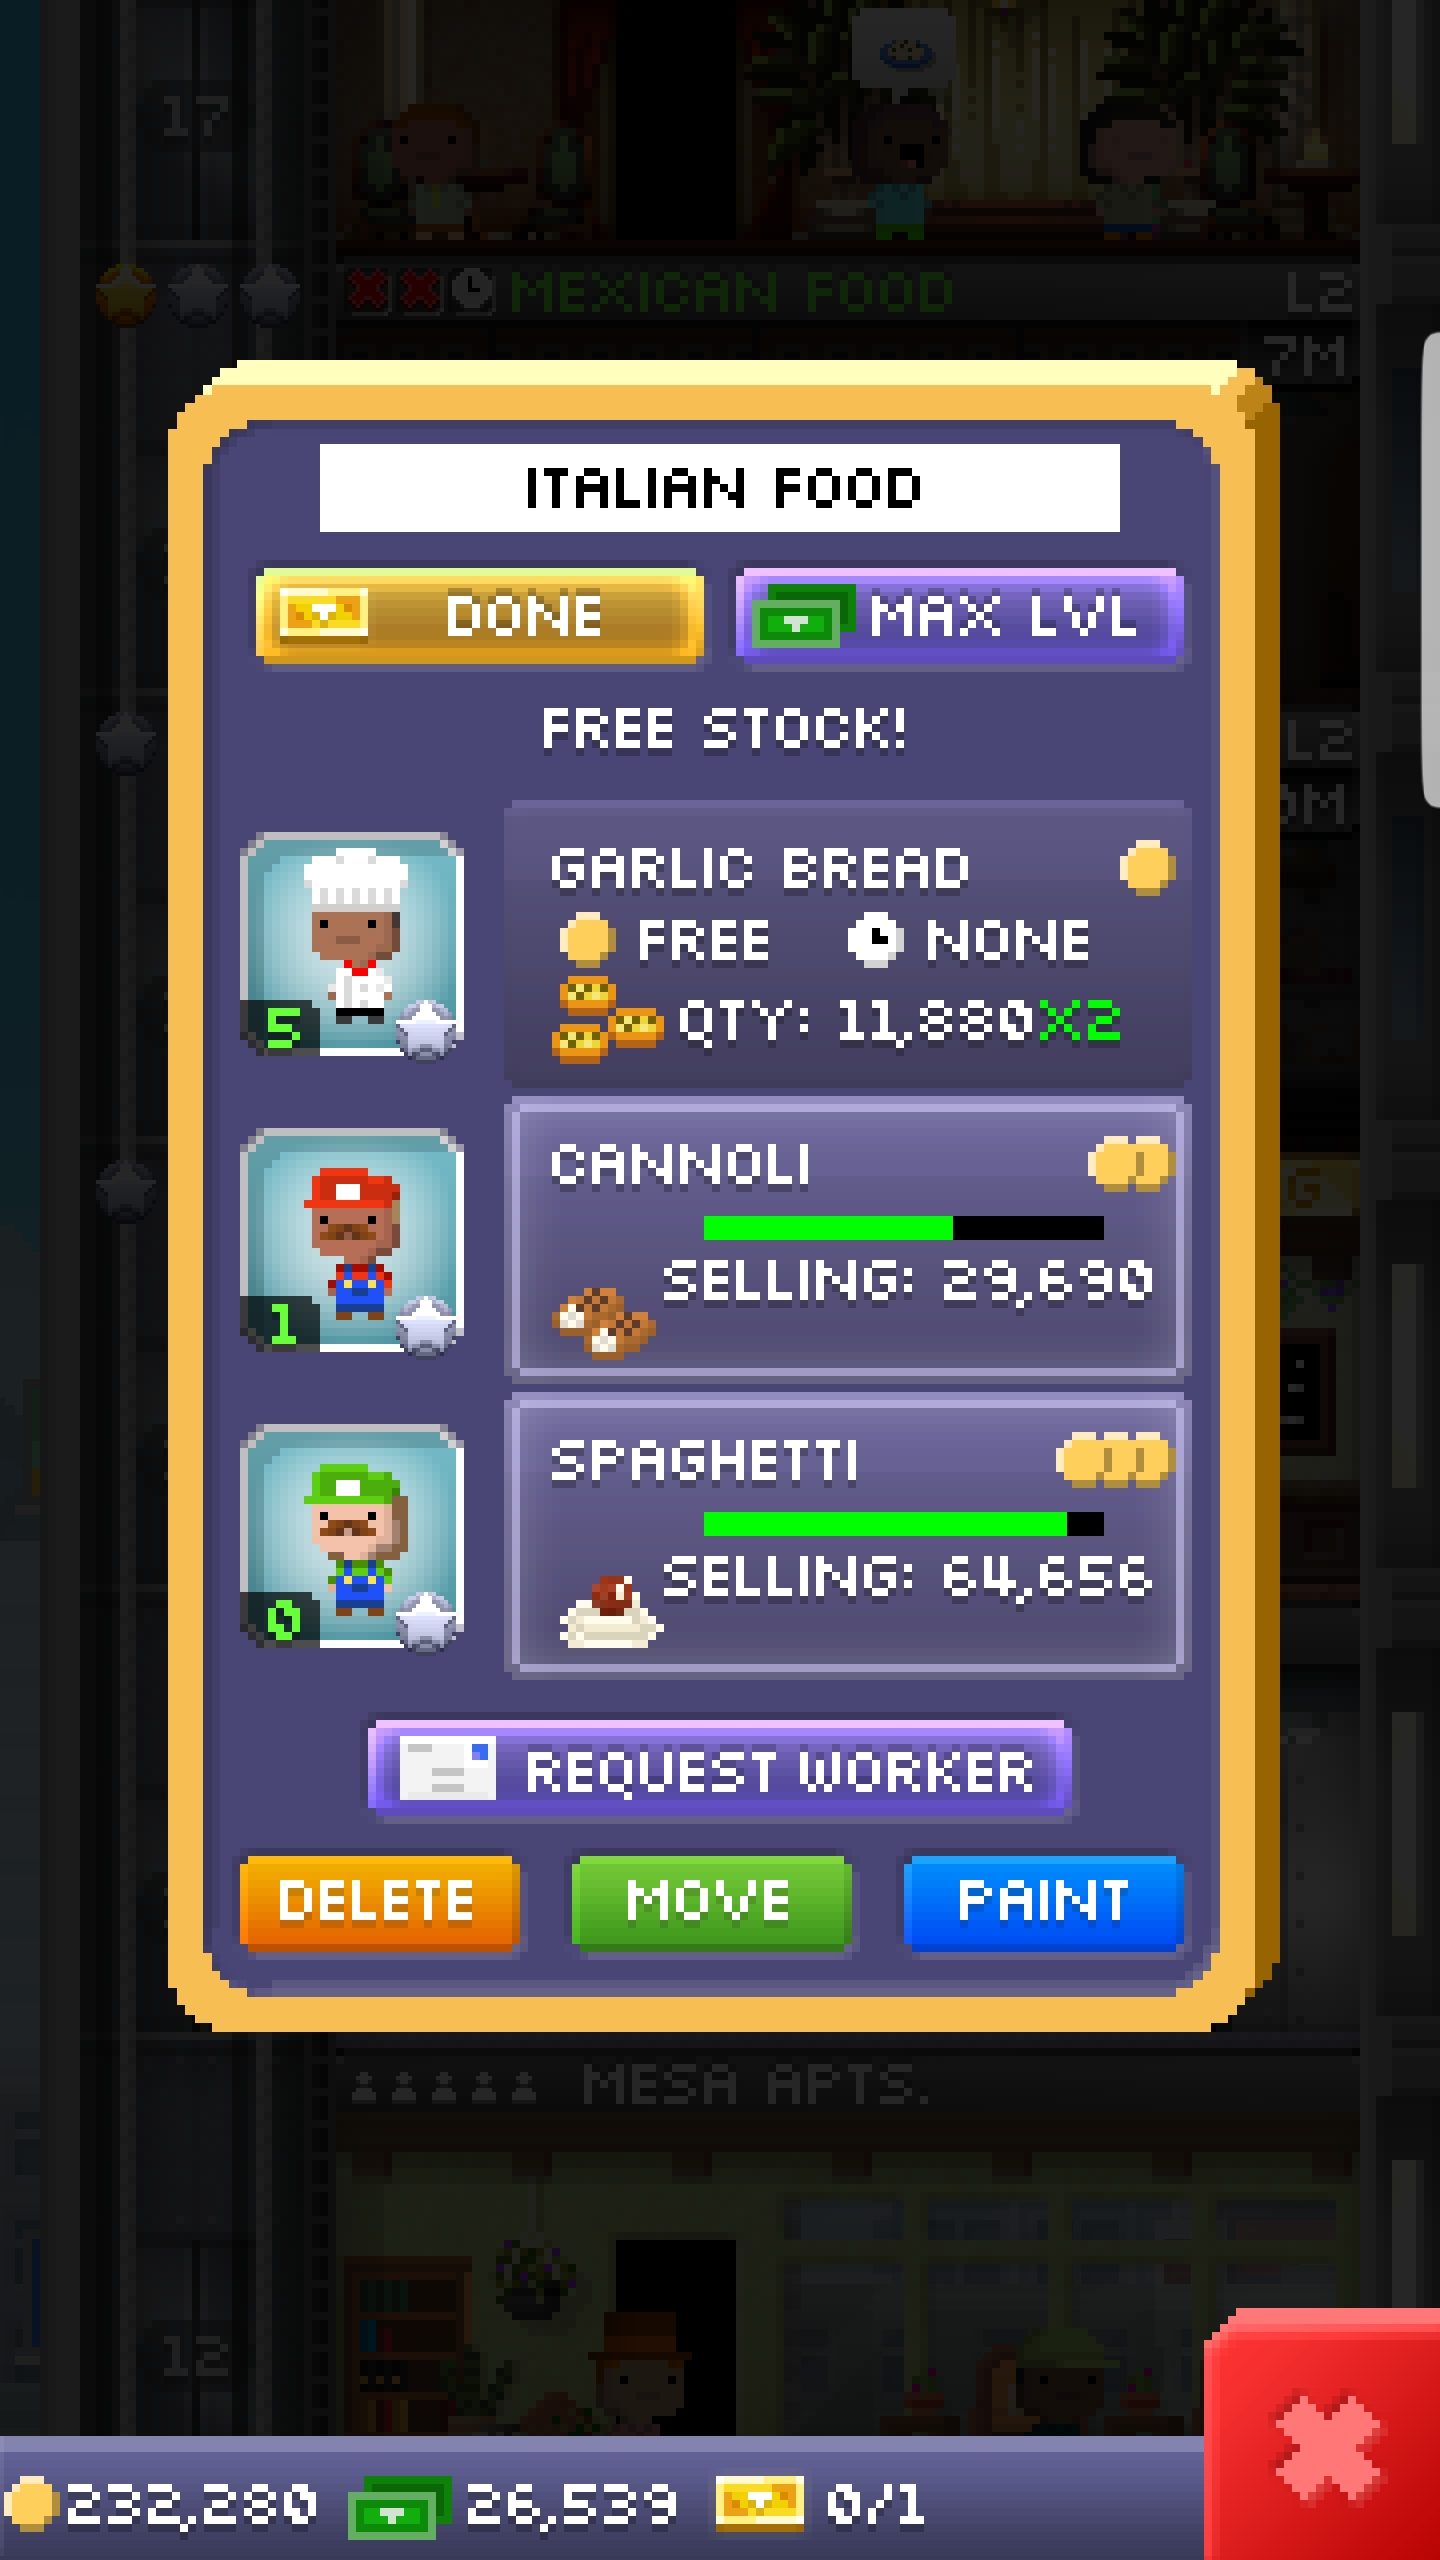 17
MEXICAN FOOD L2
7M
ITALIAN FOOD
DONE MAX LVL
FREE STOCK!
L2
0M
GARLIC BREAD
FREE NONE
5 QTY: 11,880X2
CANNOLI
G
SELLING: 29,690
1
SPAGHETTI
SELLING: 64,656
0
REQUEST WORKER
DELETE MOVE PAINT
MESA APTS.
12
232,280 26,539 0/1